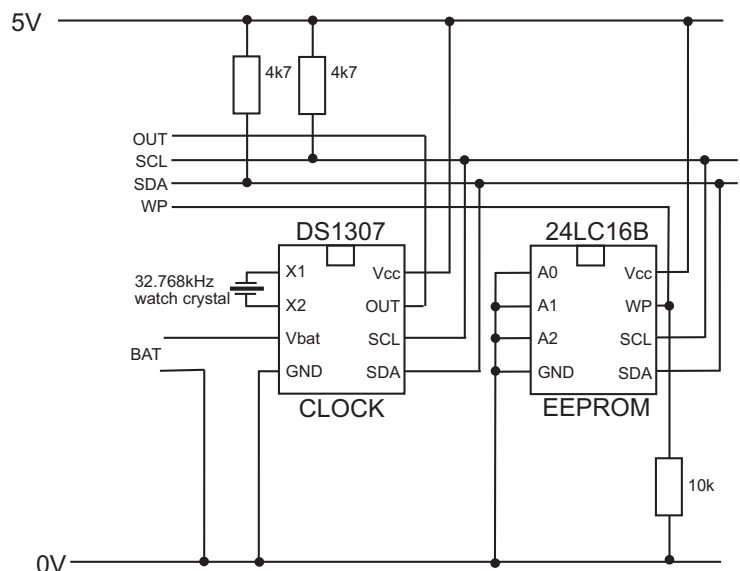 5V
4k7
4k7
OUT
SCL
SDA
WP
DS1307
24LC16B
32.768kHz
watch crystal
X1
Vcc
X2
OUT
Vbat
SCL
GND
SDA
CLOCK
BAT
A0
Vcc
A1
WP
A2
SCL
GND
SDA
EEPROM
10k
0V